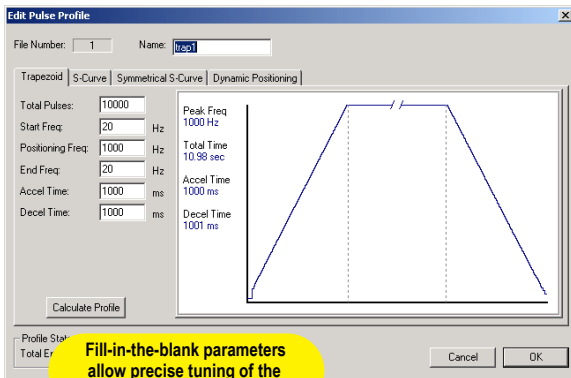 Edit Pulse Profile
File Number: 1 Name: trap1
Trapezoid S-Curve Symmetrical S-Curve Dynamic Positioning
Total Pulses: 10000
Start Freq: 20 Hz
Positioning Freq: 1000 Hz
End Freq: 20 Hz
Accel Time: 1000 ms
Decel Time: 1000 ms
Peak Freq
1000 Hz
Total Time
10.98 sec
Accel Time
1000 ms
Decel Time
1001 ms
Calculate Profile
Profile
Total
Fill-in-the-blank parameters
allow precise tuning of the
Cancel OK